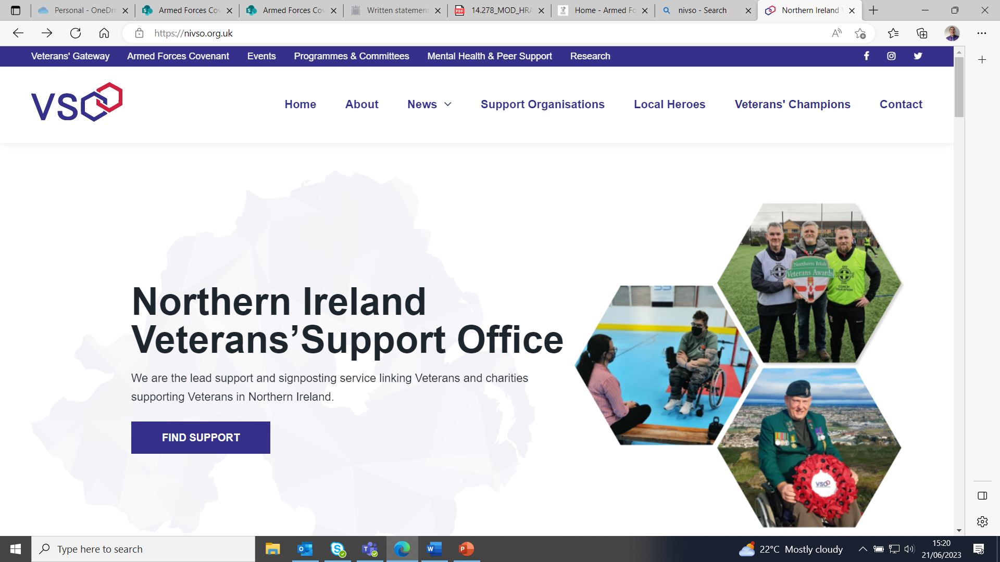 Personal - OneDri
Armed Forces Cov
Armed Forces Cov
Written statement
14.278_MOD_HRA
Home - Armed Fo
nivso - Search
Northern Ireland V
https://nivso.org.uk
Veterans' Gateway Armed Forces Covenant Events Programmes & Committees Mental Health & Peer Support Research
VSO
Home About News Support Organisations Local Heroes Veterans' Champions Contact
Northern Irish
Veterans Awards
COACH
EDUCATION
Northern Ireland
Veterans’Support Office
We are the lead support and signposting service linking Veterans and charities
supporting Veterans in Northern Ireland.
FIND SUPPORT
VSO
Type here to search
22°C Mostly cloudy
15:20
21/06/2023